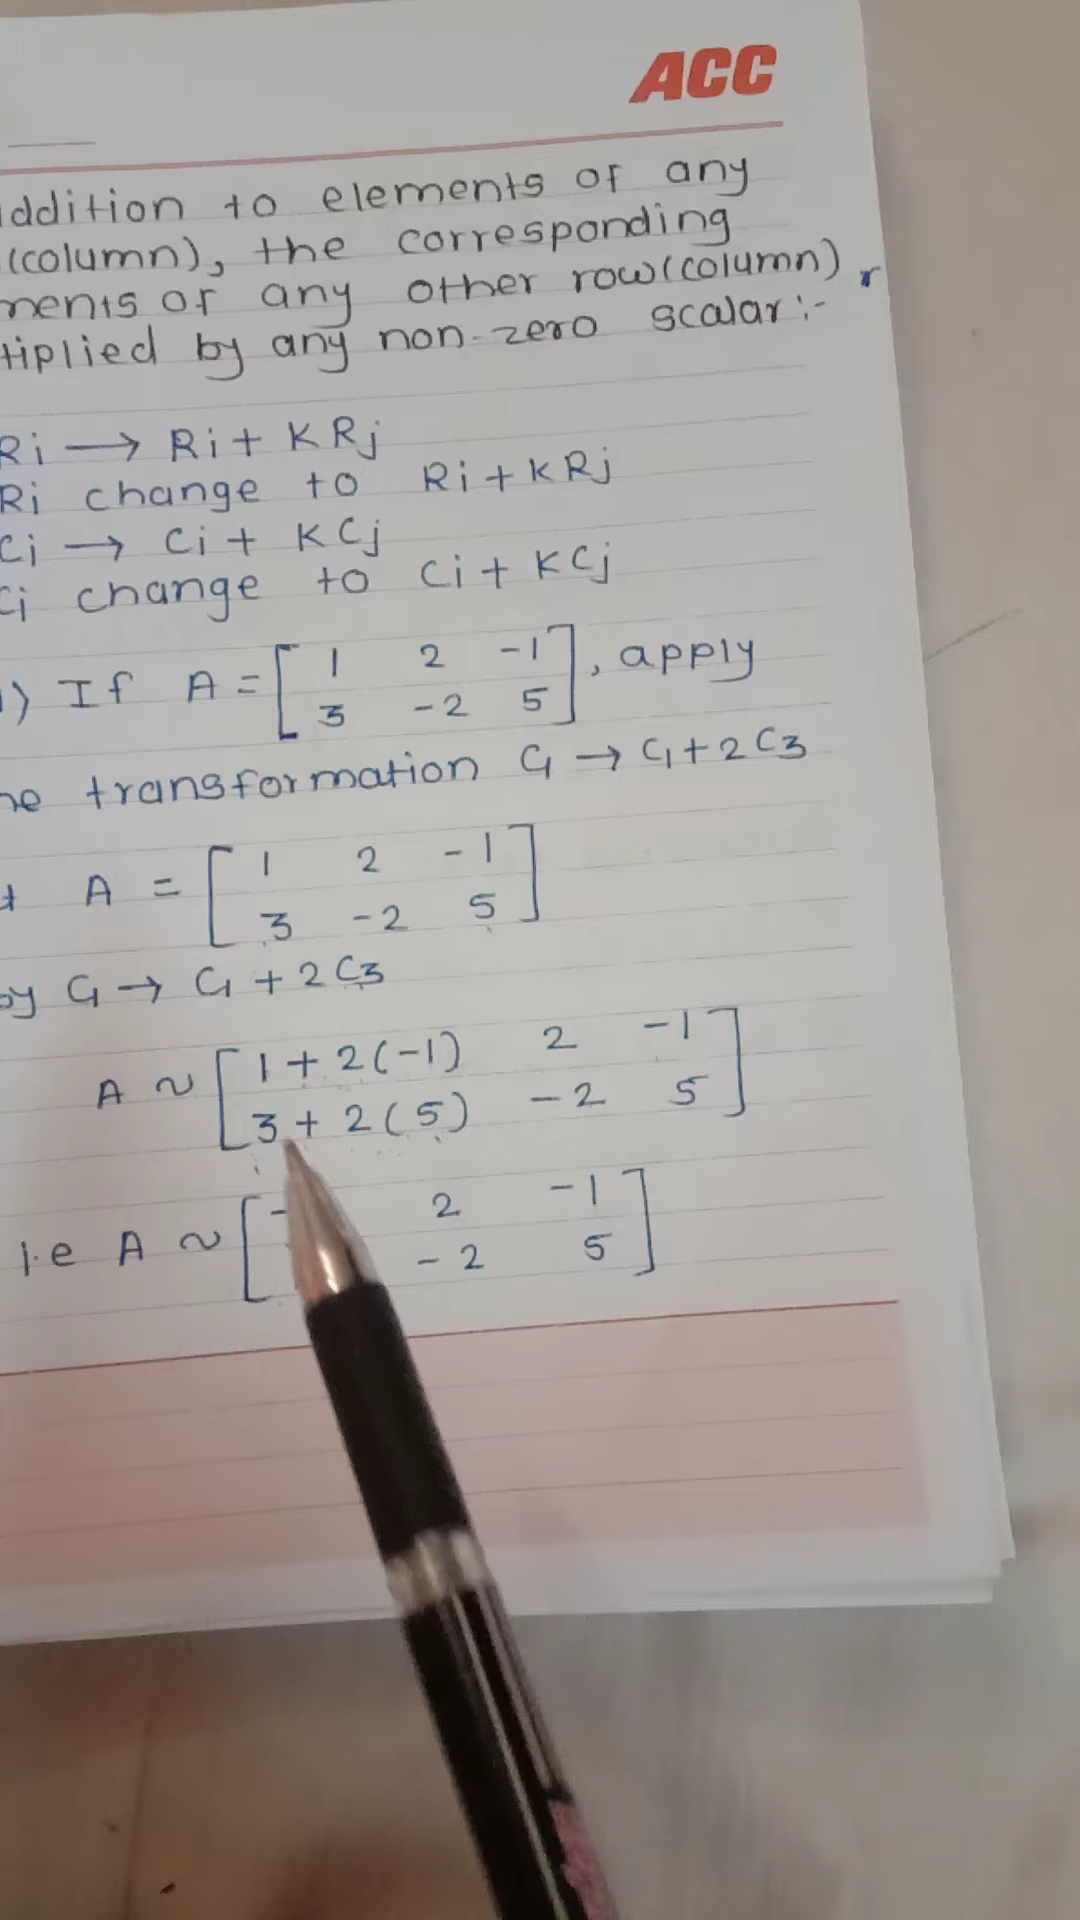 ACC
ddition to elements of any
(column), the corresponding
ments of any other row(column)
tiplied by any non-zero scalar:-
Ri → Ri + KRj
Ri change to Ri + KRj
Ci → Ci + KCj
Ci change to Ci + KCj
1) If A = [ 1 2 -1 ], apply
3 -2 5
he transformation C1 → C1 + 2C3
A = [ 1 2 -1 ]
3 -2 5
by C1 → C1 + 2C3
A ~ [ 1 + 2(-1) 2 -1 ]
3 + 2(5) -2 5
i.e A ~ [ - 2 -1 ]
-2 5